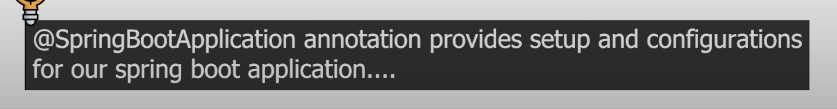 @SpringBootApplication annotation provides setup and configurations
for our spring boot application....